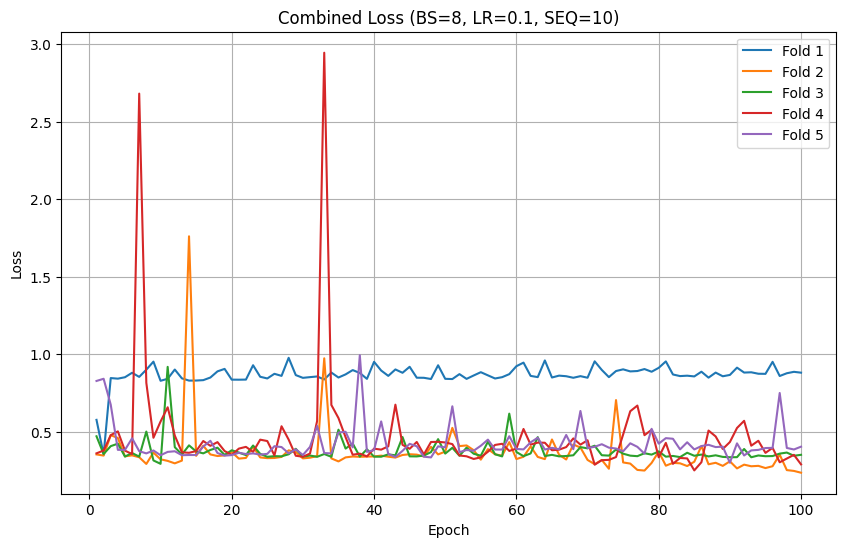 Combined Loss (BS=8, LR=0.1, SEQ=10)
3.0
2.5
2.0
1.5
1.0
0.5
Loss
0
20
40
60
80
100
Epoch
Fold 1
Fold 2
Fold 3
Fold 4
Fold 5